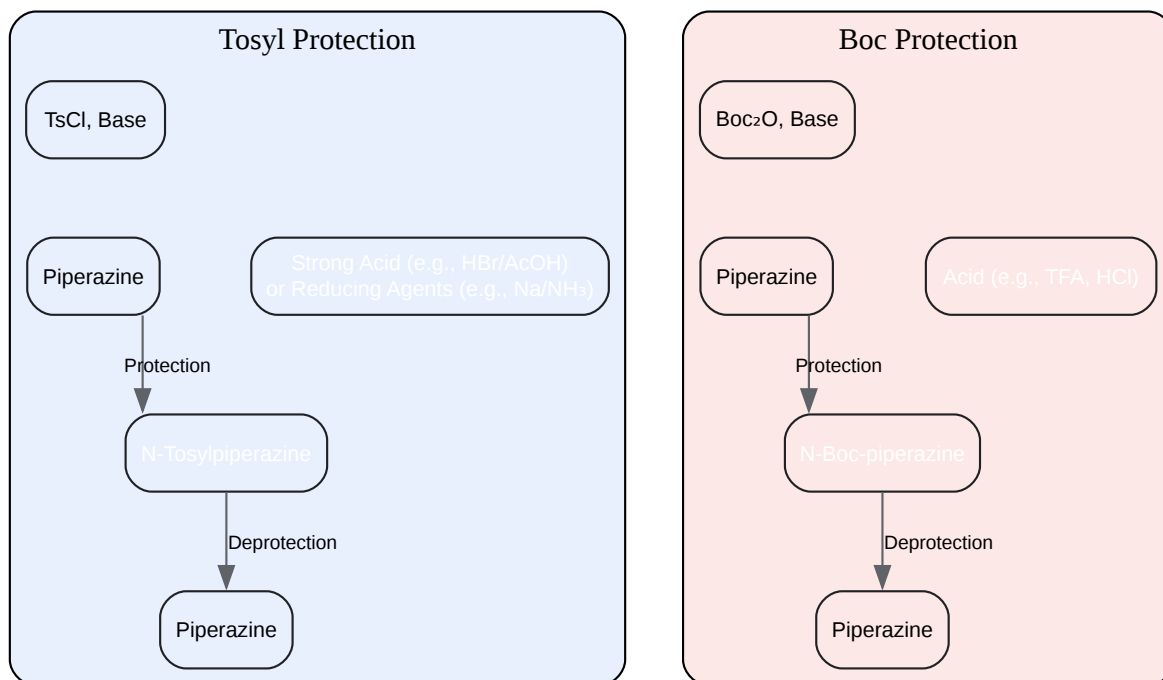 Tosyl Protection
TsCl, Base
Piperazine
Strong Acid (e.g., HBr/AcOH)
or Reducing Agents (e.g., Na/NH₃)
Protection
N-Tosylpiperazine
Deprotection
Piperazine
Boc Protection
Boc₂O, Base
Piperazine
Acid (e.g., TFA, HCl)
Protection
N-Boc-piperazine
Deprotection
Piperazine